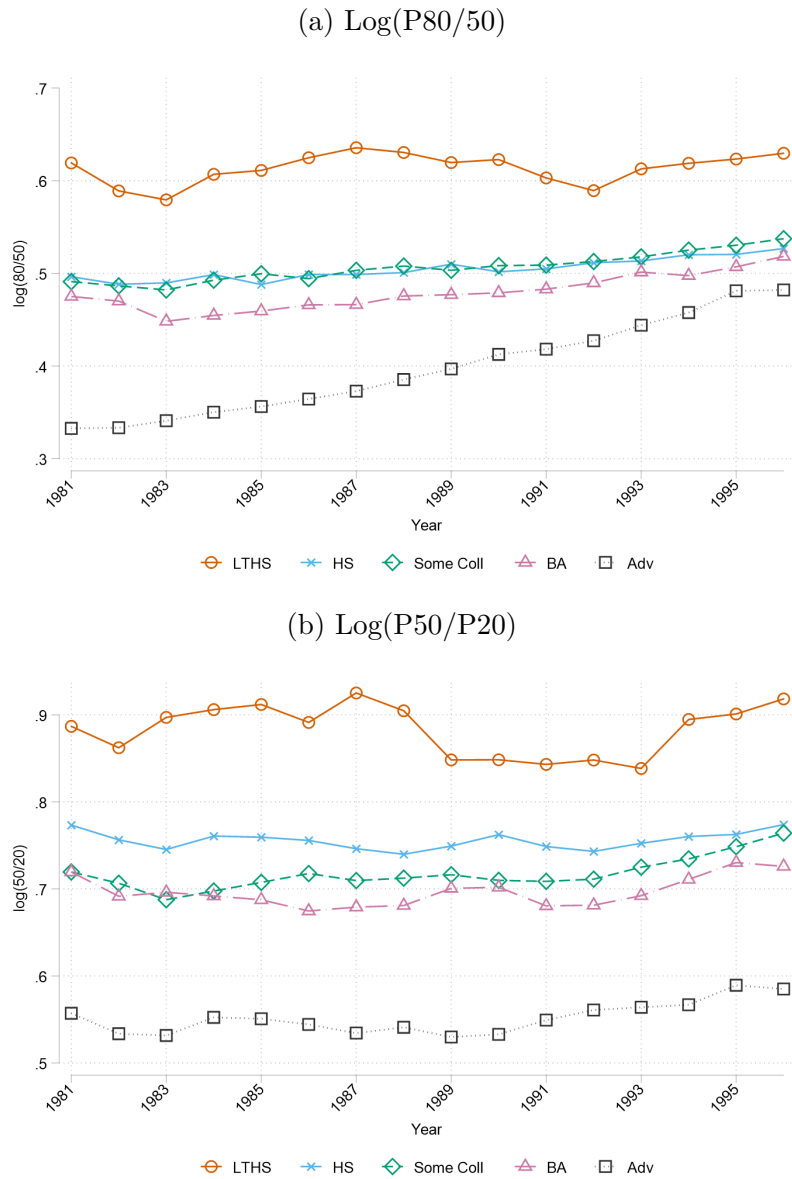 (a) Log(P80/50)
.7
.6
.5
.4
.3
log(80/50)
1981 1983 1985 1987 1989 1991 1993 1995
Year
LTHS HS Some Coll BA Adv
(b) Log(P50/P20)
.9
.8
.7
.6
.5
log(50/20)
1981 1983 1985 1987 1989 1991 1993 1995
Year
LTHS HS Some Coll BA Adv